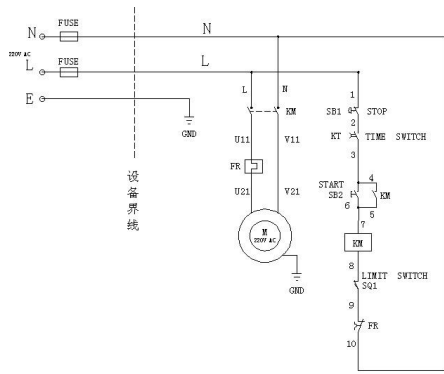 FUSE
N
N
220V AC
FUSE
L
L
E
GND
L
N
KM
U11
V11
FR
U21
V21
M
220V AC
GND
设备界线
1
SB1
STOP
2
KT
TIME SWITCH
3
4
START
SB2
KM
6
5
7
KM
8
LIMIT SWITCH
SQ1
9
FR
10